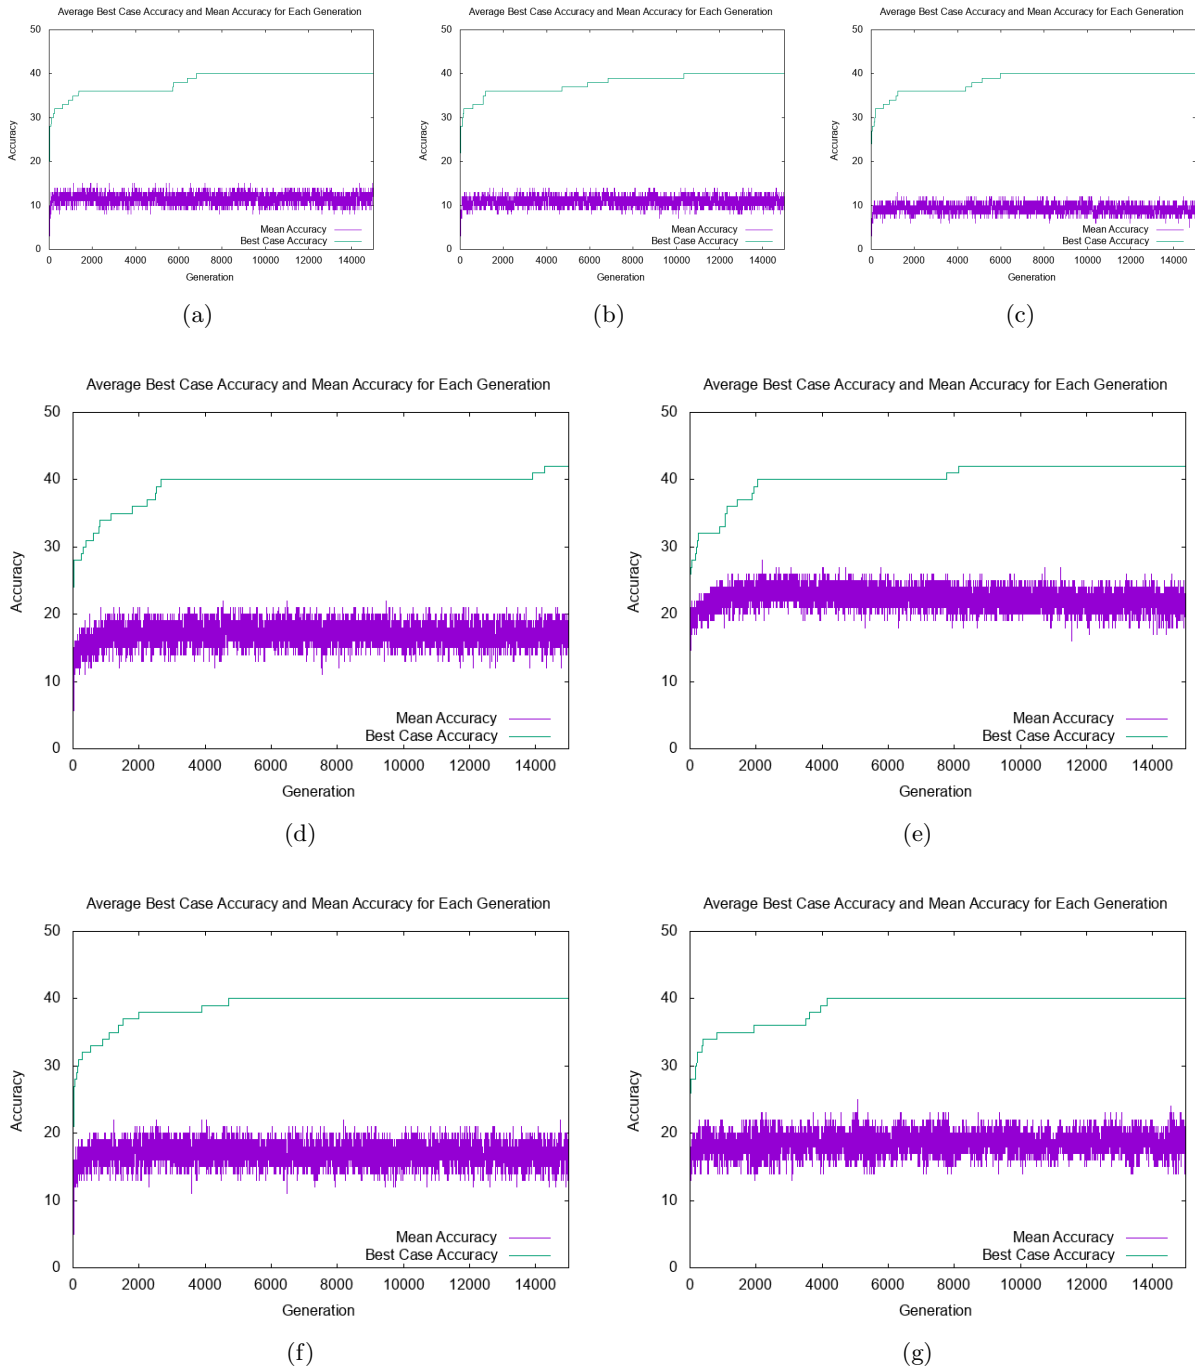 Average Best Case Accuracy and Mean Accuracy for Each Generation
50
40
30
20
10
0
Accuracy
Mean Accuracy
Best Case Accuracy
0 2000 4000 6000 8000 10000 12000 14000
Generation
(a)
Average Best Case Accuracy and Mean Accuracy for Each Generation
50
40
30
20
10
0
Accuracy
Mean Accuracy
Best Case Accuracy
0 2000 4000 6000 8000 10000 12000 14000
Generation
(b)
Average Best Case Accuracy and Mean Accuracy for Each Generation
50
40
30
20
10
0
Accuracy
Mean Accuracy
Best Case Accuracy
0 2000 4000 6000 8000 10000 12000 14000
Generation
(c)
Average Best Case Accuracy and Mean Accuracy for Each Generation
50
40
30
20
10
0
Accuracy
Mean Accuracy
Best Case Accuracy
0 2000 4000 6000 8000 10000 12000 14000
Generation
(d)
Average Best Case Accuracy and Mean Accuracy for Each Generation
50
40
30
20
10
0
Accuracy
Mean Accuracy
Best Case Accuracy
0 2000 4000 6000 8000 10000 12000 14000
Generation
(e)
Average Best Case Accuracy and Mean Accuracy for Each Generation
50
40
30
20
10
0
Accuracy
Mean Accuracy
Best Case Accuracy
0 2000 4000 6000 8000 10000 12000 14000
Generation
(f)
Average Best Case Accuracy and Mean Accuracy for Each Generation
50
40
30
20
10
0
Accuracy
Mean Accuracy
Best Case Accuracy
0 2000 4000 6000 8000 10000 12000 14000
Generation
(g)